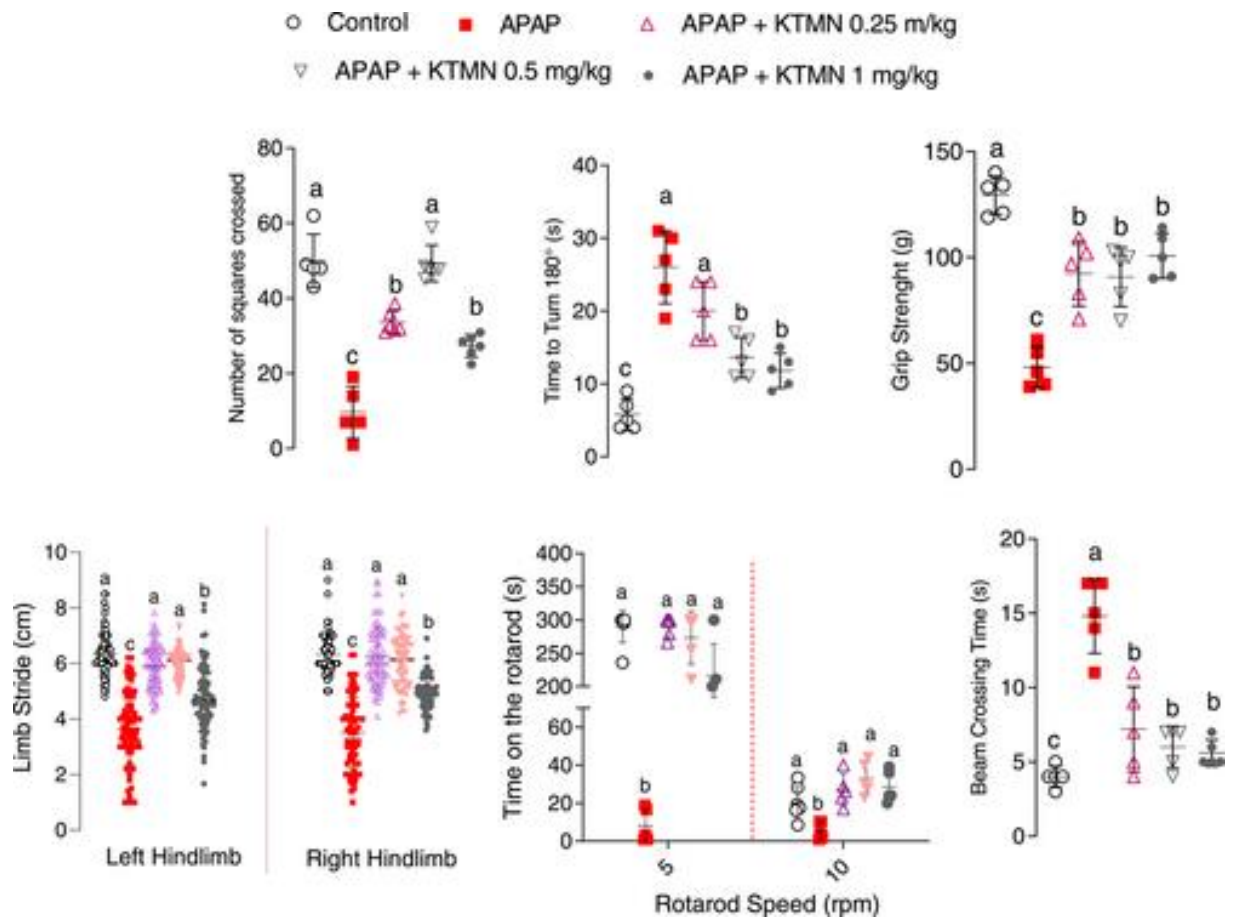 Control APAP APAP + KTMN 0.25 m/kg
APAP + KTMN 0.5 mg/kg APAP + KTMN 1 mg/kg
Number of squares crossed
80
60
40
20
0
a
c
b
a
b
Time to Turn 180° (s)
40
30
20
10
0
c
a
a
b
b
Grip Strenght (g)
150
100
50
0
a
c
b
b
b
Limb Stride (cm)
10
8
6
4
2
0
a
c
a
a
b
Left Hindlimb
a
c
a
a
b
Right Hindlimb
Time on the rotarod (s)
400
350
300
250
200
60
40
20
0
a
b
a
a
a
a
b
a
a
a
5
10
Rotarod Speed (rpm)
Beam Crossing Time (s)
20
15
10
5
0
c
a
b
b
b